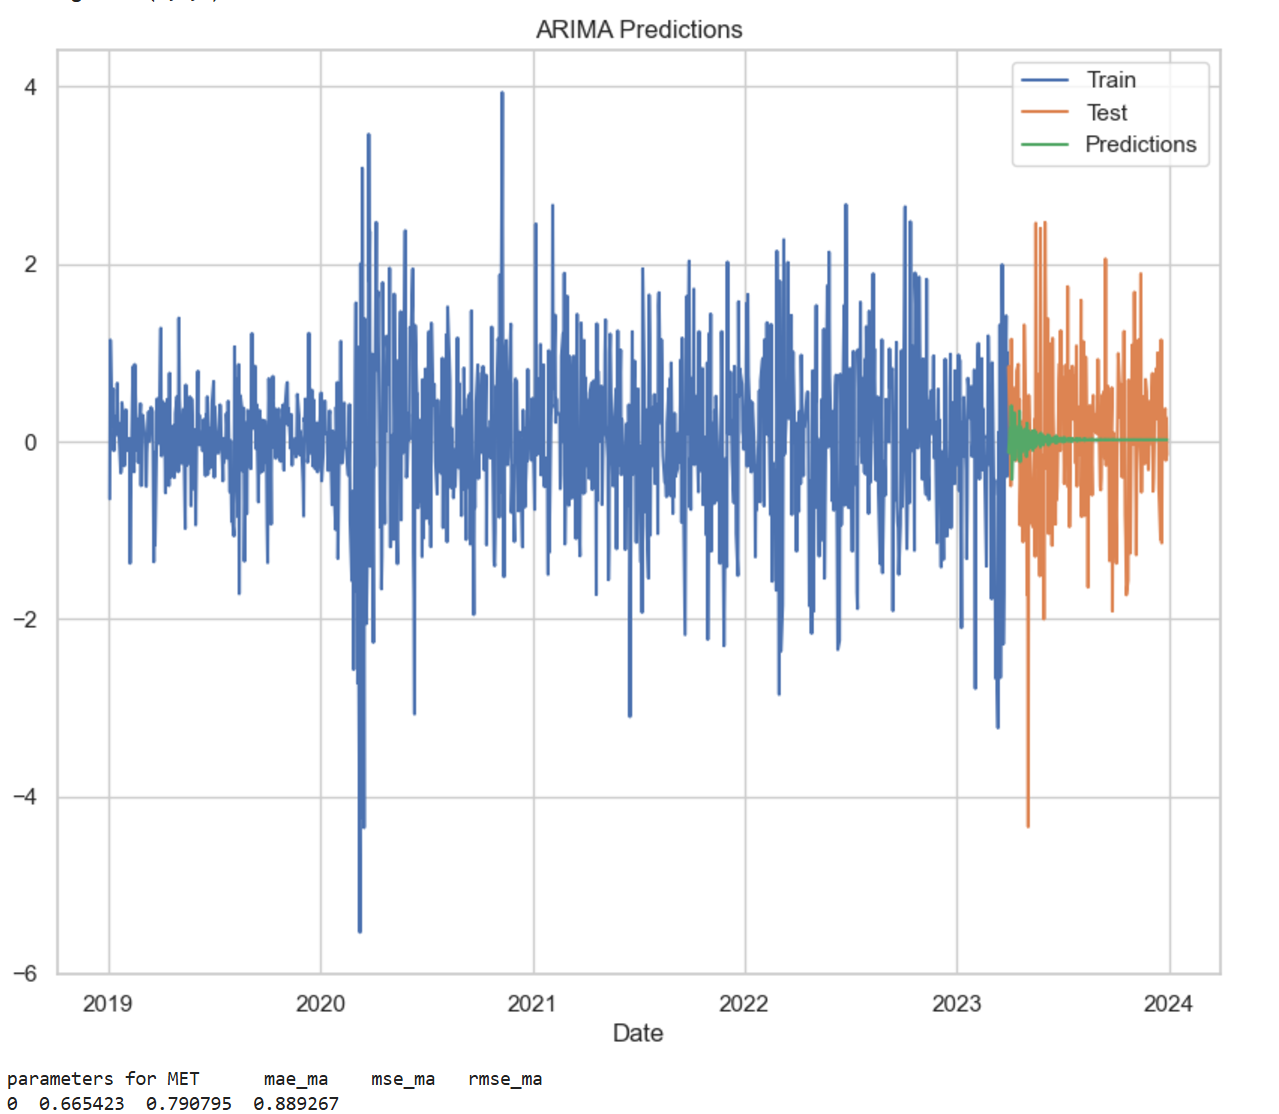 ARIMA Predictions
Train
Test
Predictions
4
2
0
−2
−4
−6
2019 2020 2021 2022 2023 2024
Date
parameters for MET mae_ma mse_ma rmse_ma
0 0.665423 0.790795 0.889267